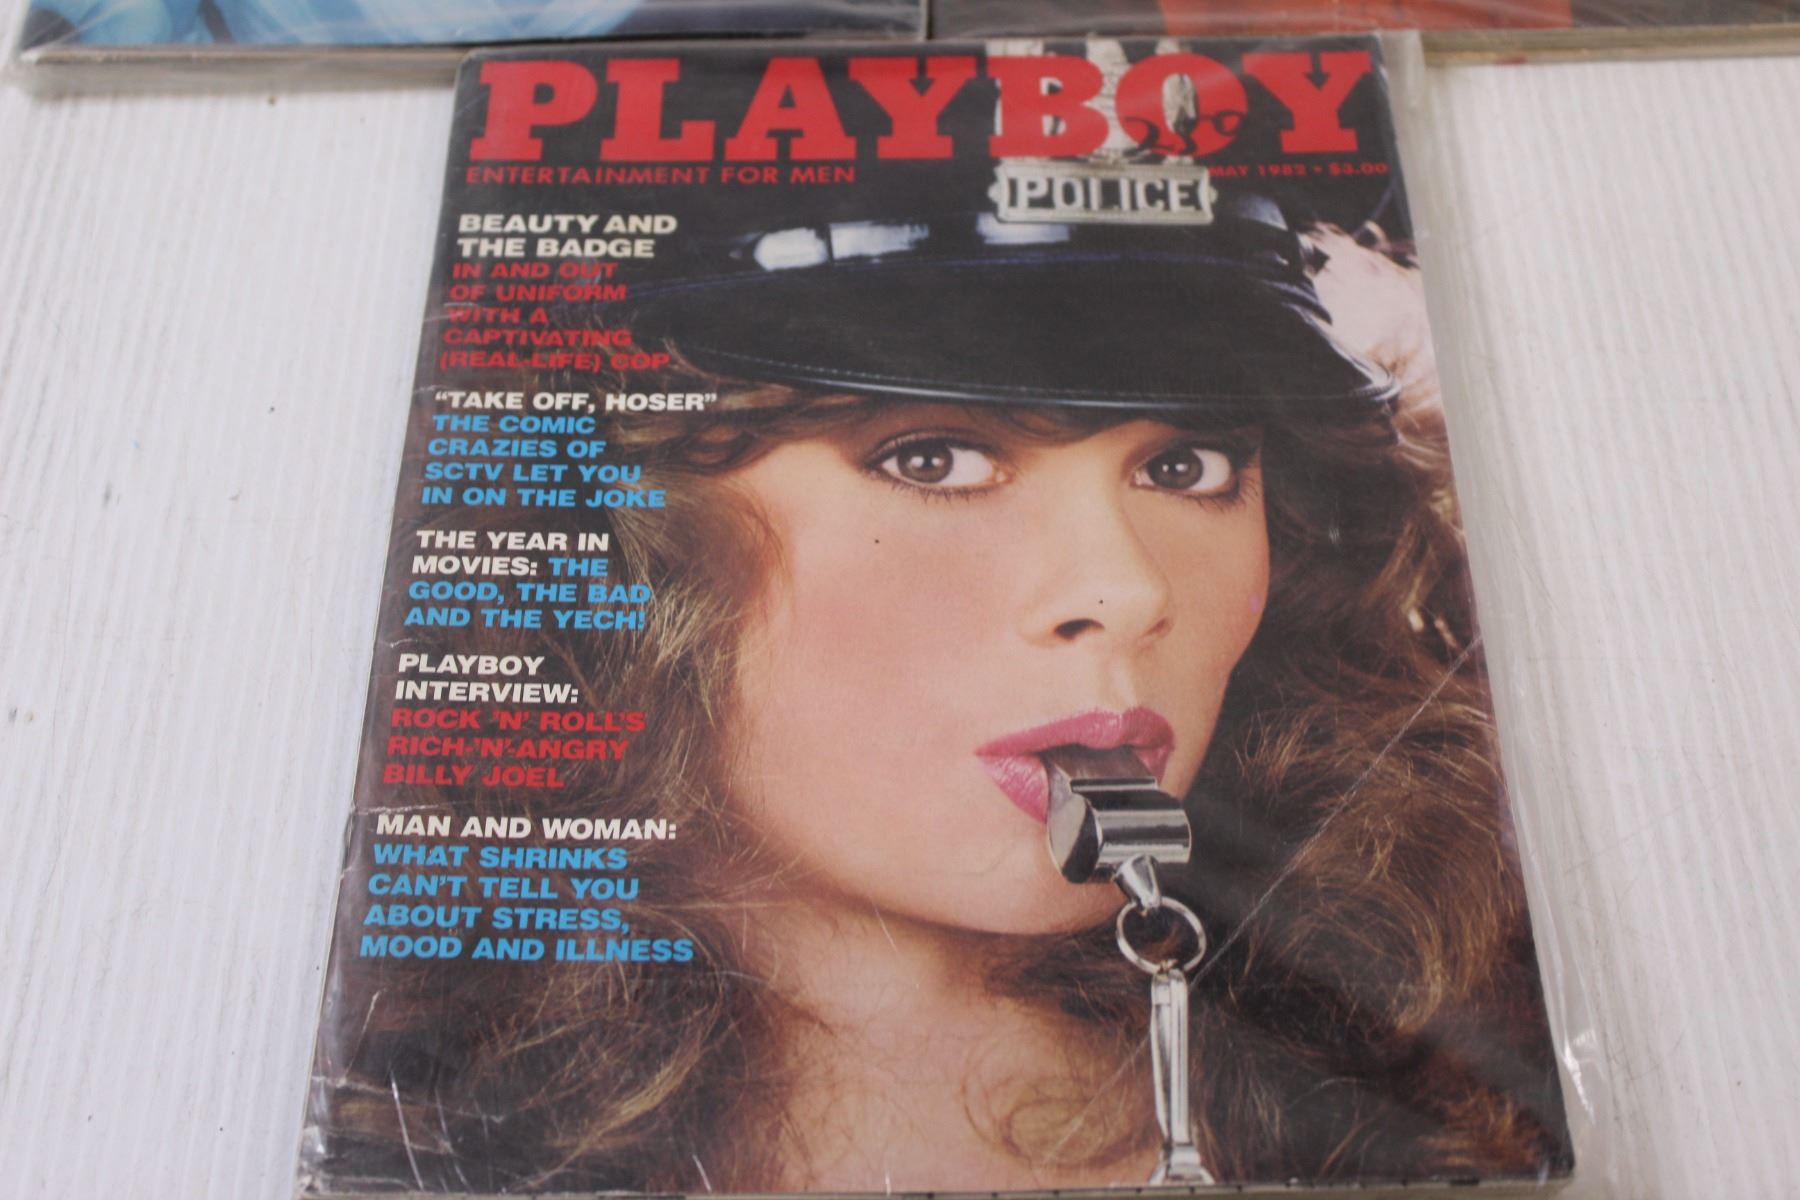 PLAYBOY
ENTERTAINMENT FOR MEN
MAY 1982 • $3.00
POLICE
BEAUTY AND
THE BADGE
IN AND OUT
OF UNIFORM
WITH A
CAPTIVATING
(REAL-LIFE) COP
"TAKE OFF, HOSER"
THE COMIC
CRAZIES OF
SCTV LET YOU
IN ON THE JOKE
THE YEAR IN
MOVIES: THE
GOOD, THE BAD
AND THE YECH!
PLAYBOY
INTERVIEW:
ROCK 'N' ROLL'S
RICH-'N'-ANGRY
BILLY JOEL
MAN AND WOMAN:
WHAT SHRINKS
CAN'T TELL YOU
ABOUT STRESS,
MOOD AND ILLNESS